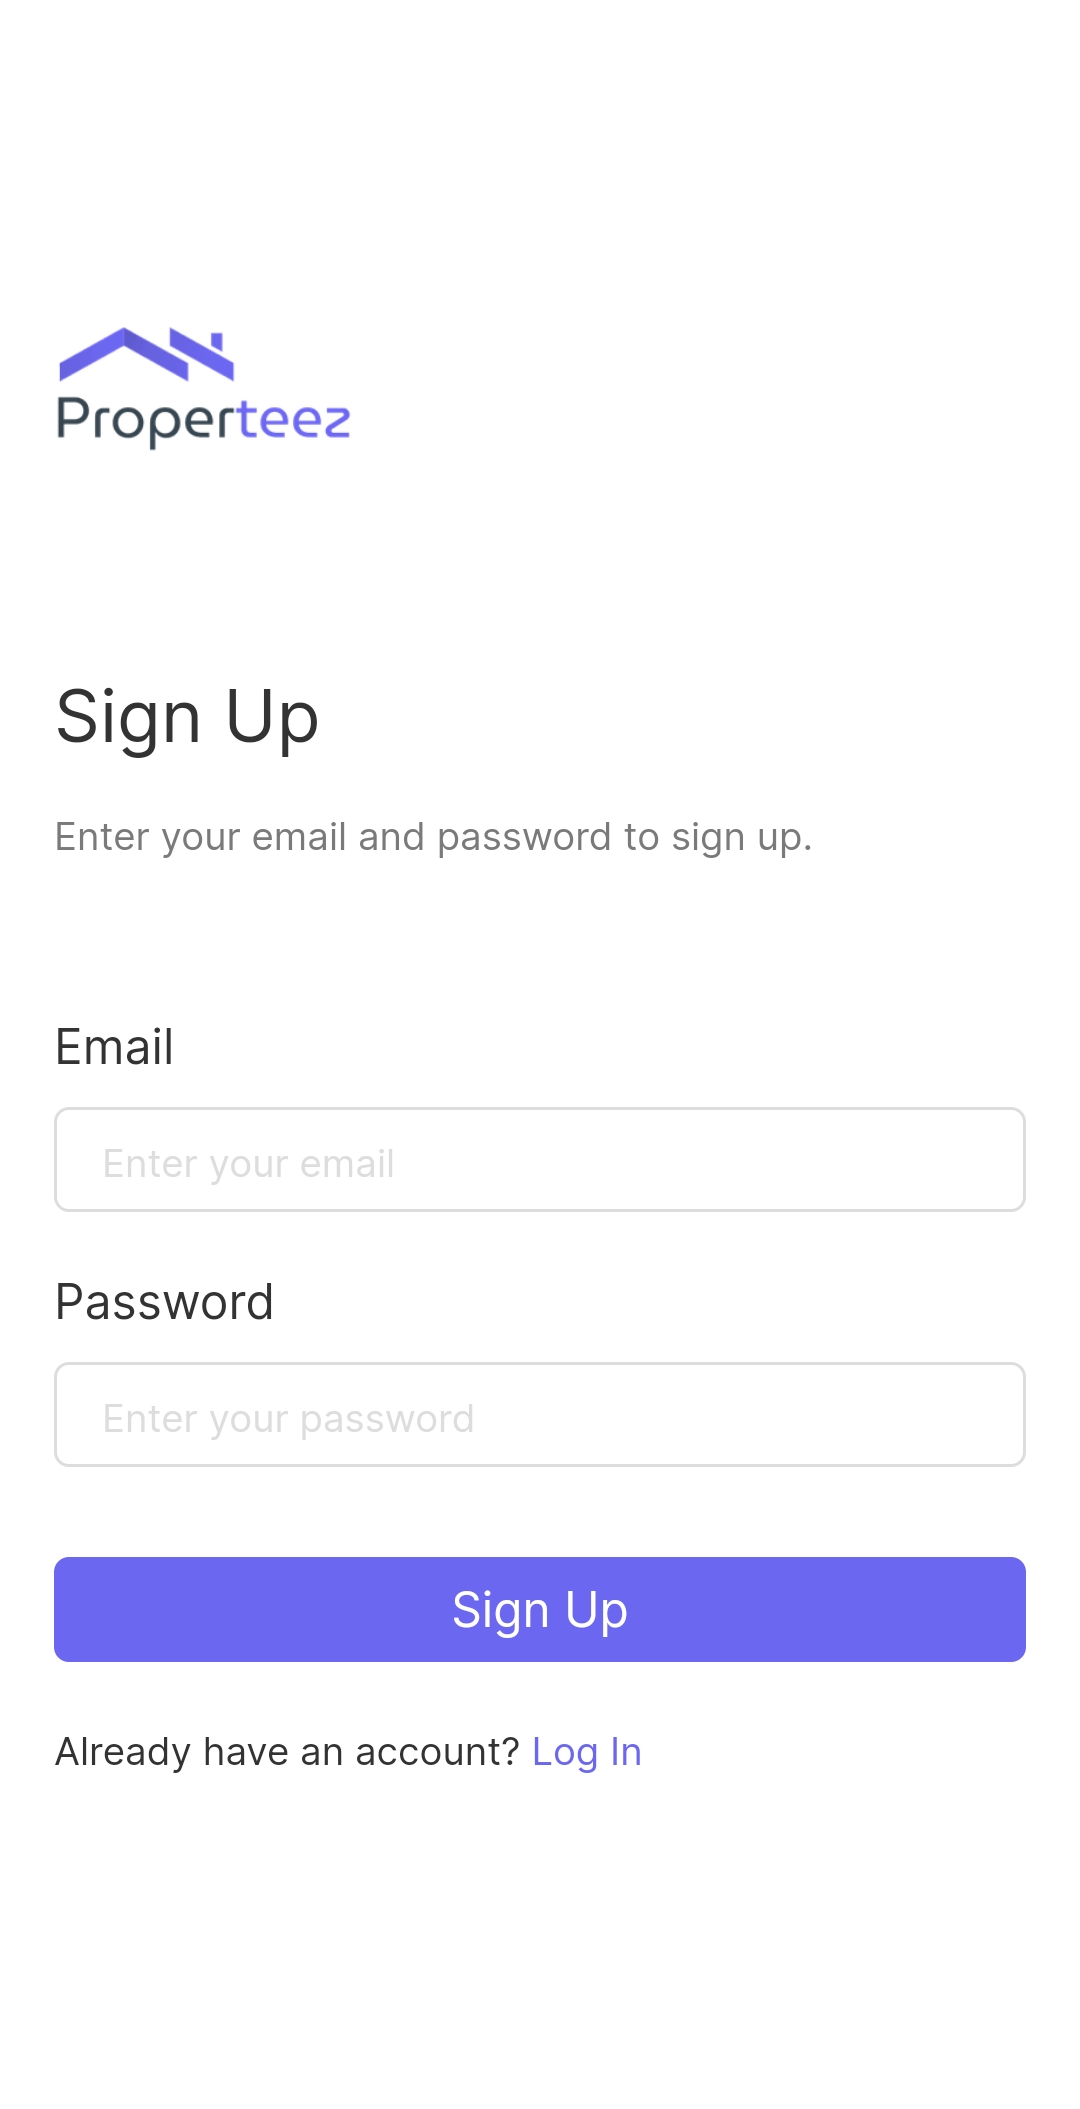 Properteez
Sign Up
Enter your email and password to sign up.
Email
Enter your email
Password
Enter your password
Sign Up
Already have an account? Log In